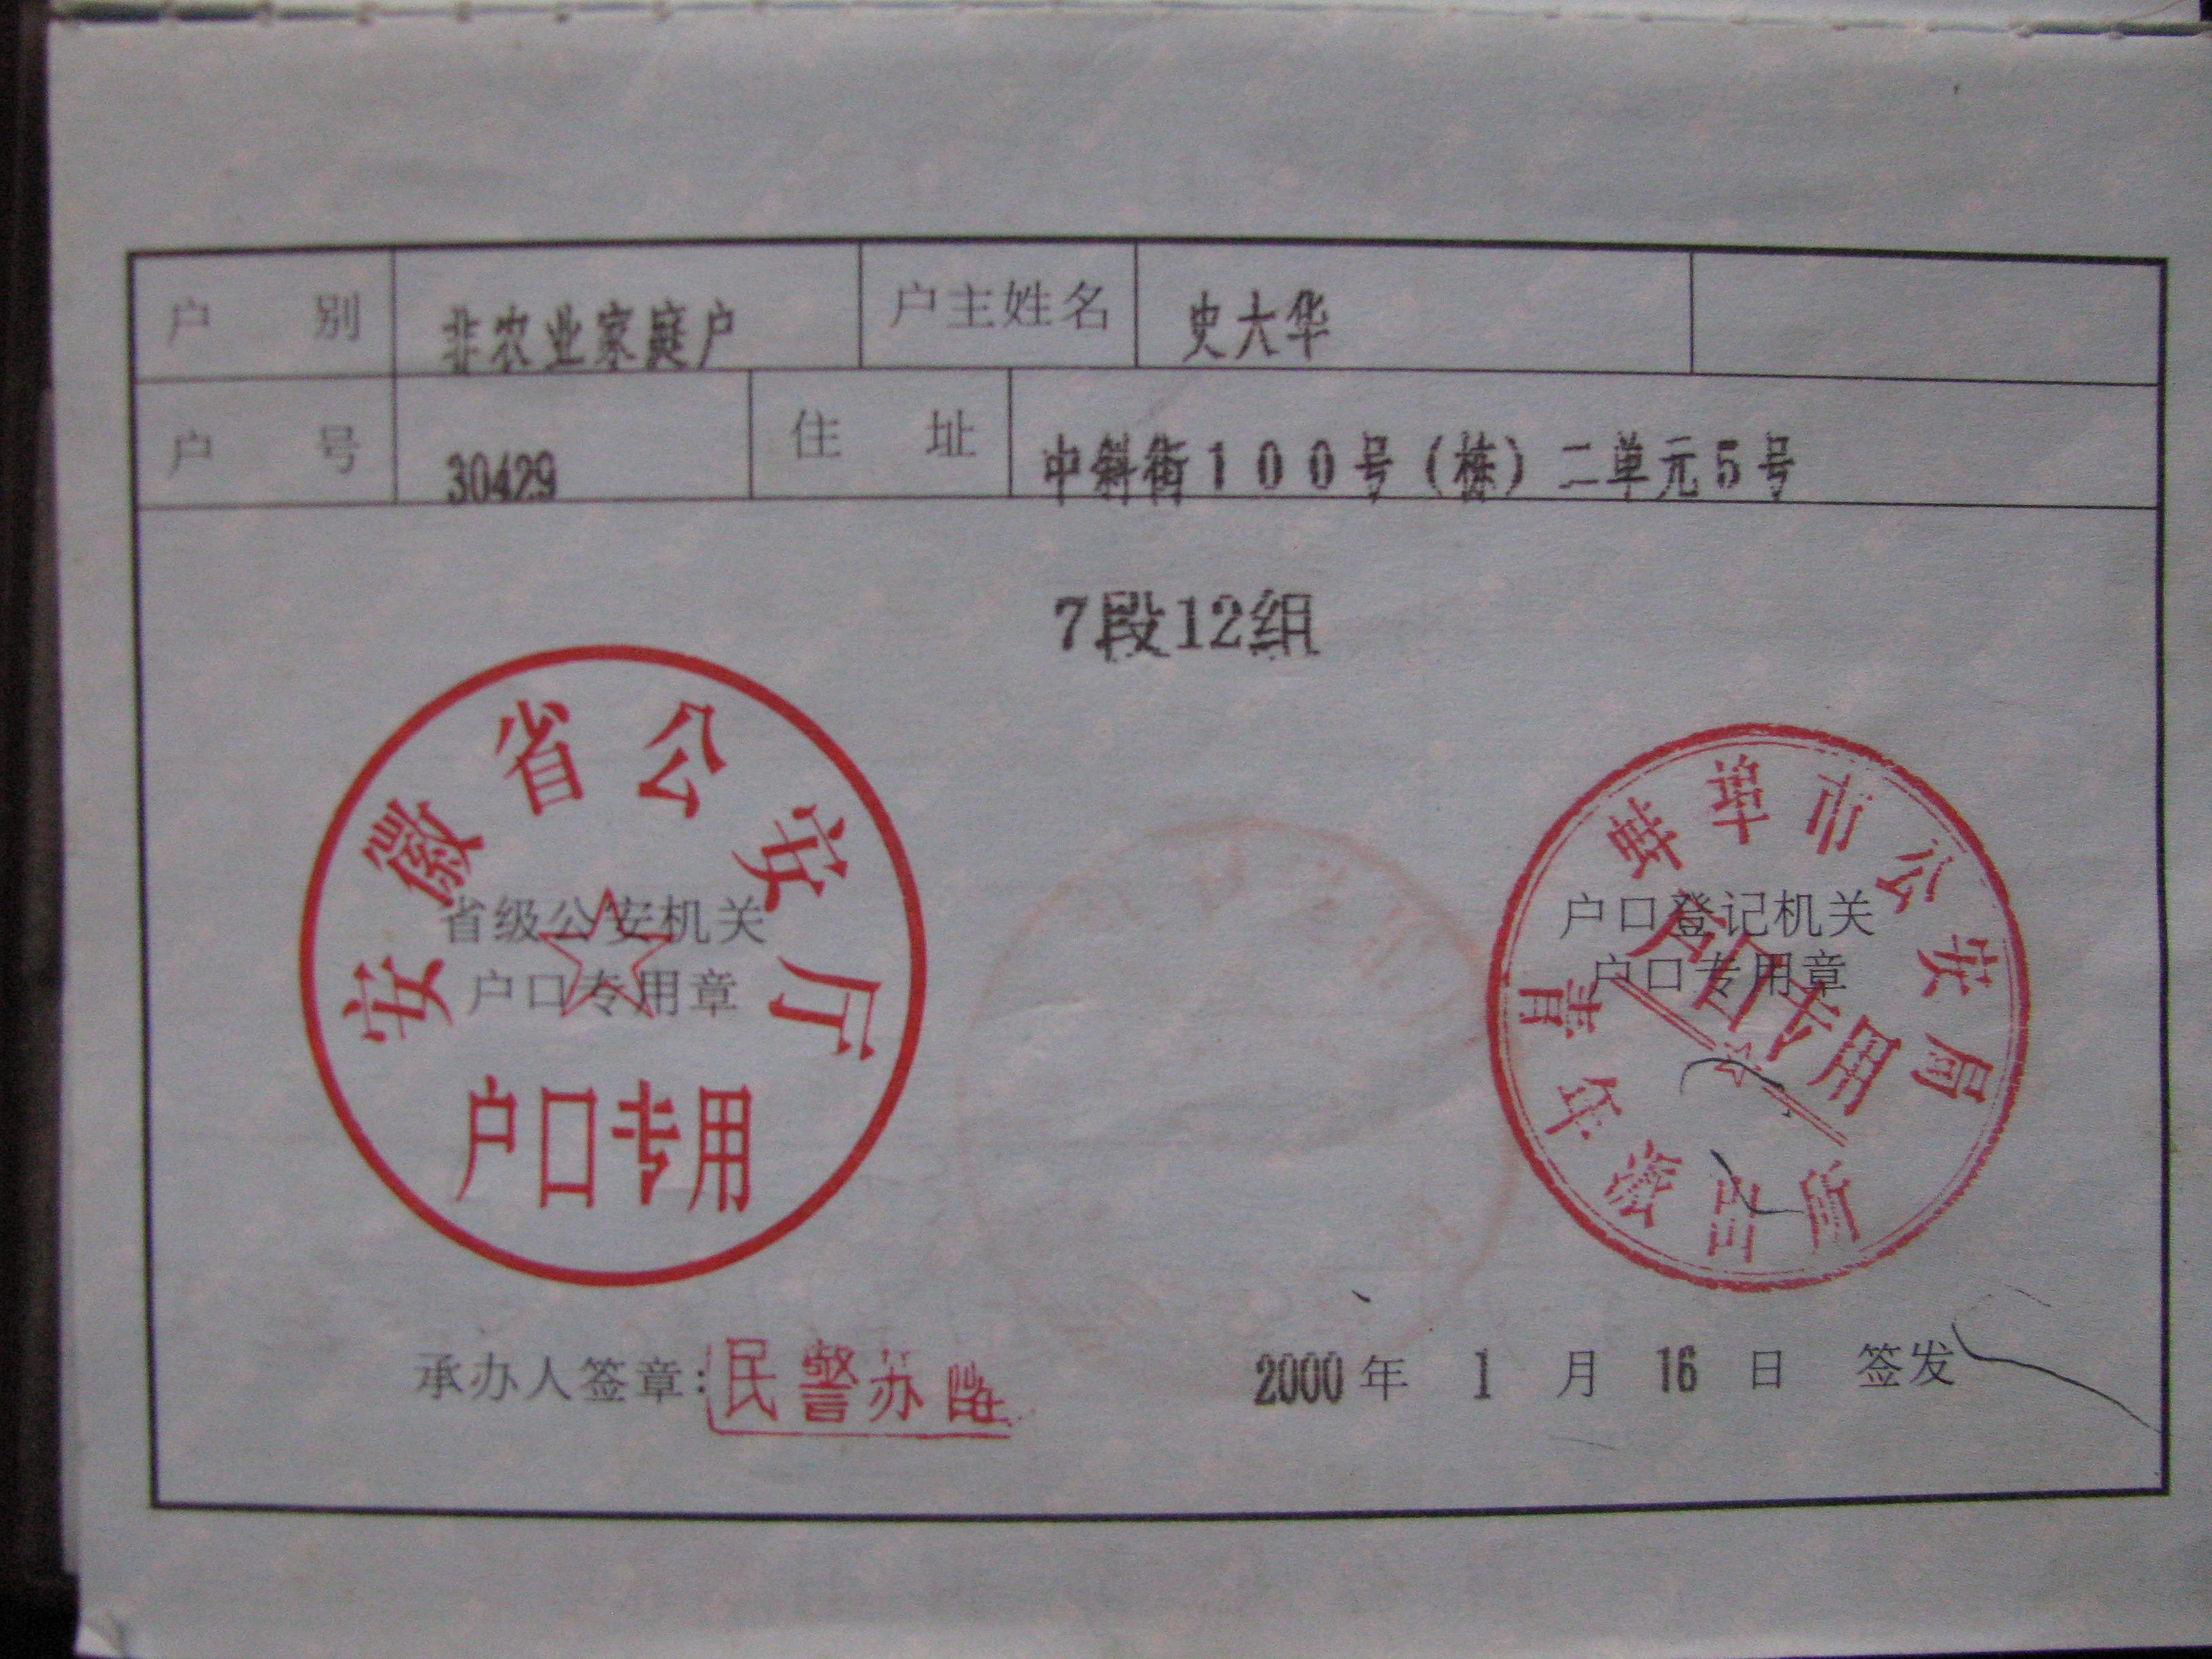 户 别 非农业家庭户 户主姓名 史大华
户 号 30429 住 址 中斜街100号(栋)二单元5号
7段12组
安徽省公安厅
省级公安机关
户口专用章
户口专用
蚌埠市公安局
户口登记机关
户口专用章
户口专用
青年派出所
承办人签章:民警苏
2000年 1 月 16 日 签发